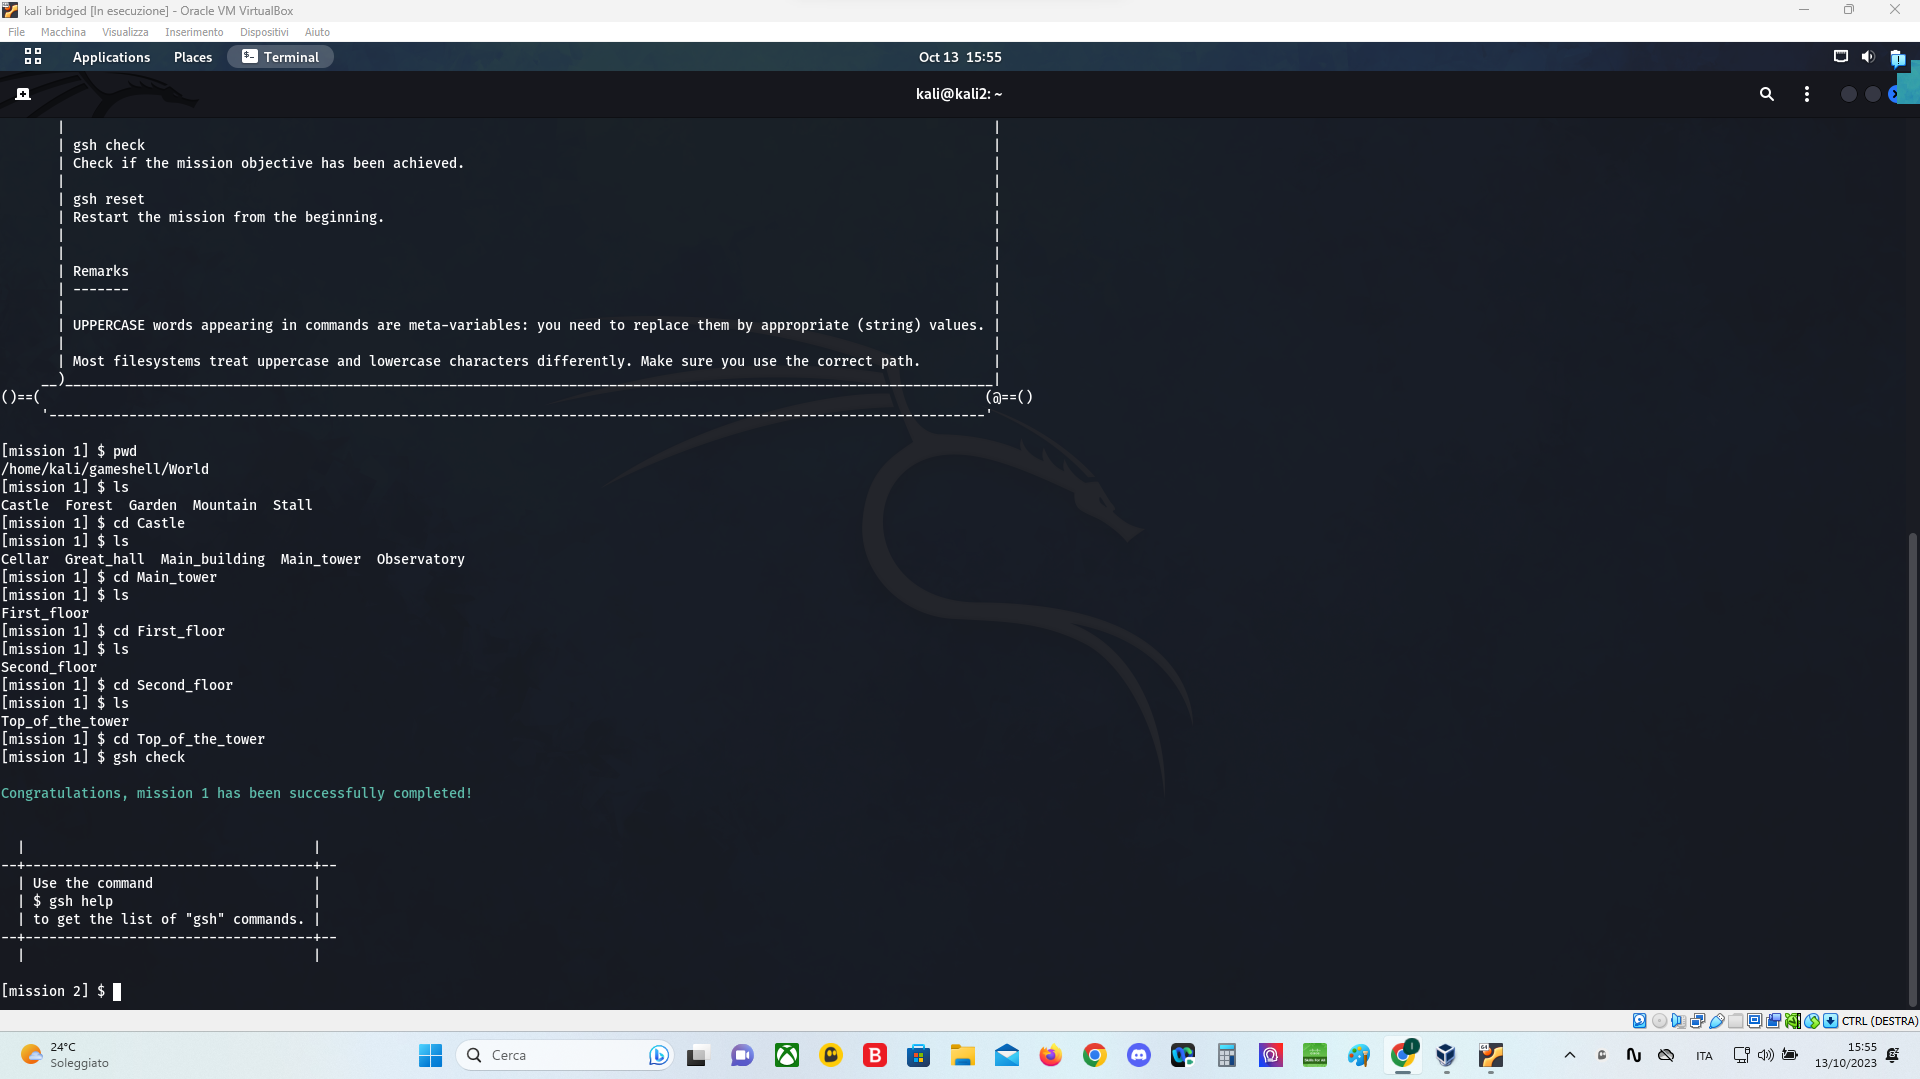 kali bridged [In esecuzione] - Oracle VM VirtualBox
File Macchina Visualizza Inserimento Dispositivi Aiuto
Applications Places Terminal Oct 13 15:55
kali@kali2: ~
|                                                                                                                    |
| gsh check                                                                                                          |
| Check if the mission objective has been achieved.                                                                  |
|                                                                                                                    |
| gsh reset                                                                                                          |
| Restart the mission from the beginning.                                                                            |
|                                                                                                                    |
|                                                                                                                    |
| Remarks                                                                                                            |
| -------                                                                                                            |
|                                                                                                                    |
| UPPERCASE words appearing in commands are meta-variables: you need to replace them by appropriate (string) values. |
|                                                                                                                    |
| Most filesystems treat uppercase and lowercase characters differently. Make sure you use the correct path.         |
__)____________________________________________________________________________________________________________________|
()==(                                                                                                                      (@==()
'---------------------------------------------------------------------------------------------------------------------'
[mission 1] $ pwd
/home/kali/gameshell/World
[mission 1] $ ls
Castle  Forest  Garden  Mountain  Stall
[mission 1] $ cd Castle
[mission 1] $ ls
Cellar  Great_hall  Main_building  Main_tower  Observatory
[mission 1] $ cd Main_tower
[mission 1] $ ls
First_floor
[mission 1] $ cd First_floor
[mission 1] $ ls
Second_floor
[mission 1] $ cd Second_floor
[mission 1] $ ls
Top_of_the_tower
[mission 1] $ cd Top_of_the_tower
[mission 1] $ gsh check
Congratulations, mission 1 has been successfully completed!
  |                                    |
--+------------------------------------+--
  | Use the command                    |
  | $ gsh help                         |
  | to get the list of "gsh" commands. |
--+------------------------------------+--
  |                                    |
[mission 2] $
CTRL (DESTRA)
24°C
Soleggiato
Cerca
ITA
15:55
13/10/2023